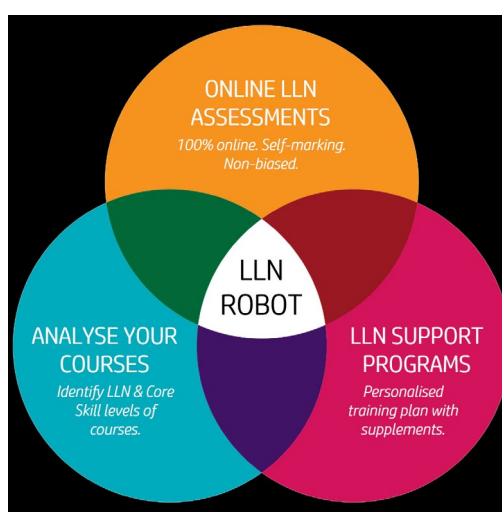 ONLINE LLN
ASSESSMENTS
100% online. Self-marking.
Non-biased.
LLN
ROBOT
ANALYSE YOUR
COURSES
Identify LLN & Core
Skill levels of
courses.
LLN SUPPORT
PROGRAMS
Personalised
training plan with
supplements.